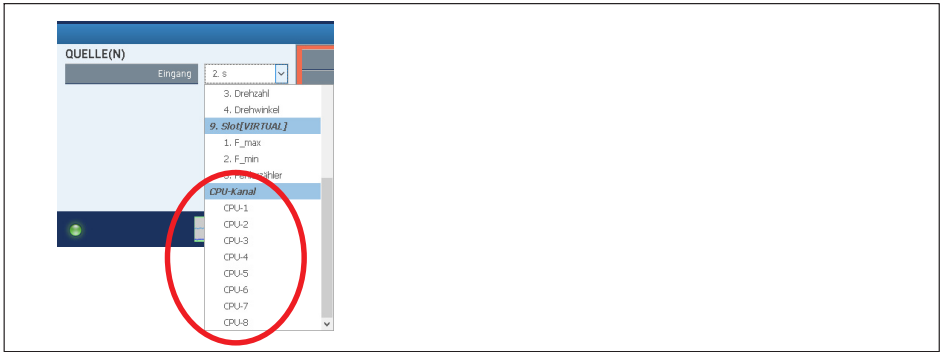 QUELLE(N)
Eingang 2. s
3. Drehzahl
4. Drehwinkel
9. Slot[VIRTUAL]
1. F_max
2. F_min
CPU-Kanal
CPU-1
CPU-2
CPU-3
CPU-4
CPU-5
CPU-6
CPU-7
CPU-8